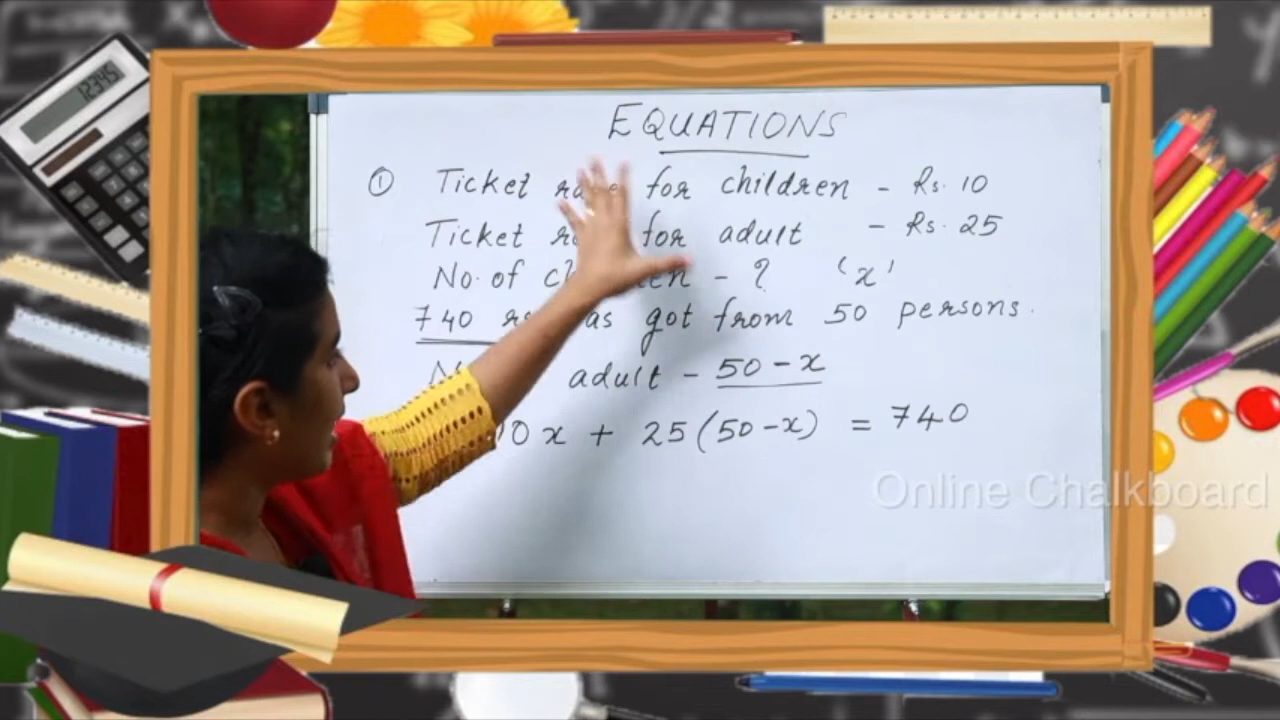 12345
EQUATIONS
① Ticket for children - Rs. 10
Ticket for adult - Rs. 25
No. of - ? 'x'
740 got from 50 persons.
adult - 50 - x
10x + 25(50-x) = 740
Online Chalkboard